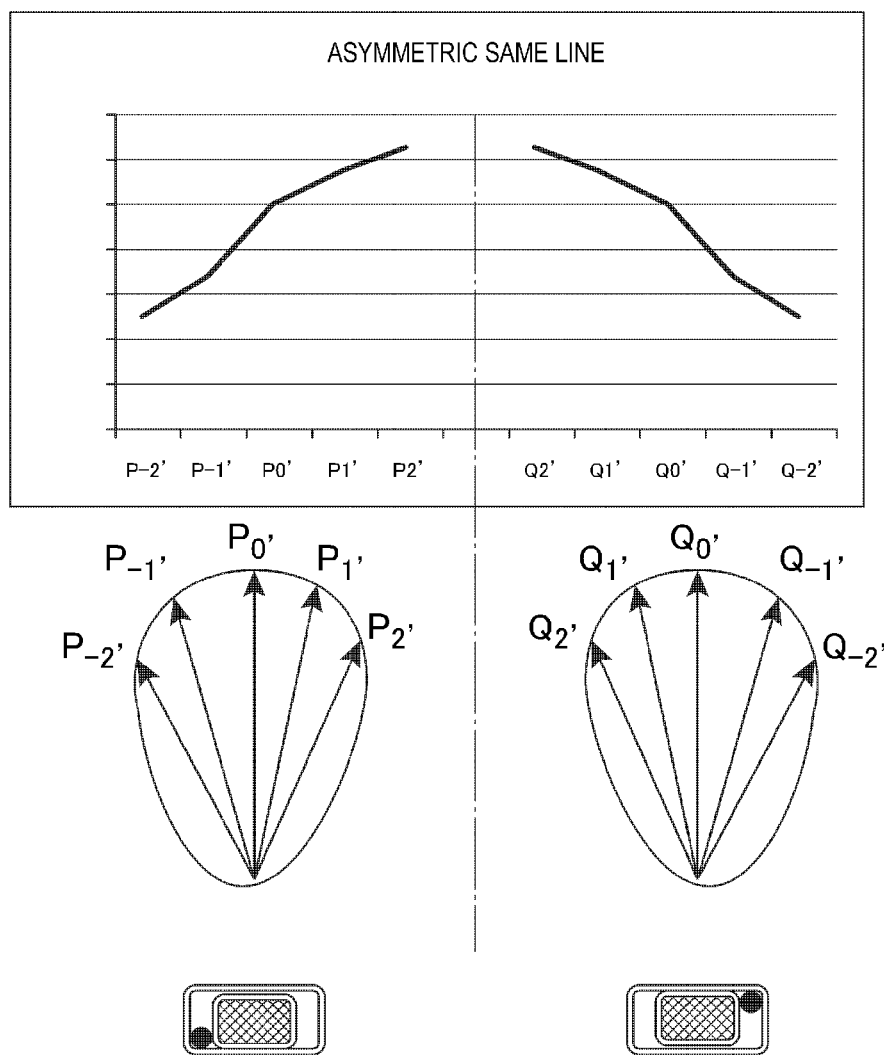 ASYMMETRIC SAME LINE
P-2' P-1' P0' P1' P2' Q2' Q1' Q0' Q-1' Q-2'
P0' Q0'
P-1' P1' Q1' Q-1'
P-2' P2' Q2' Q-2'